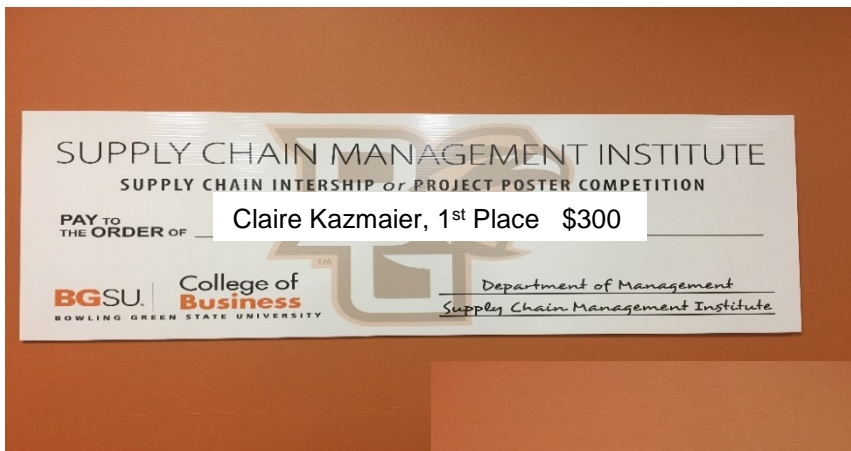 SUPPLY CHAIN MANAGEMENT INSTITUTE
SUPPLY CHAIN INTERSHIP or PROJECT POSTER COMPETITION
PAY TO
THE ORDER OF Claire Kazmaier, 1st Place $300
TM
BGSU. College of
Business
BOWLING GREEN STATE UNIVERSITY
Department of Management
Supply Chain Management Institute